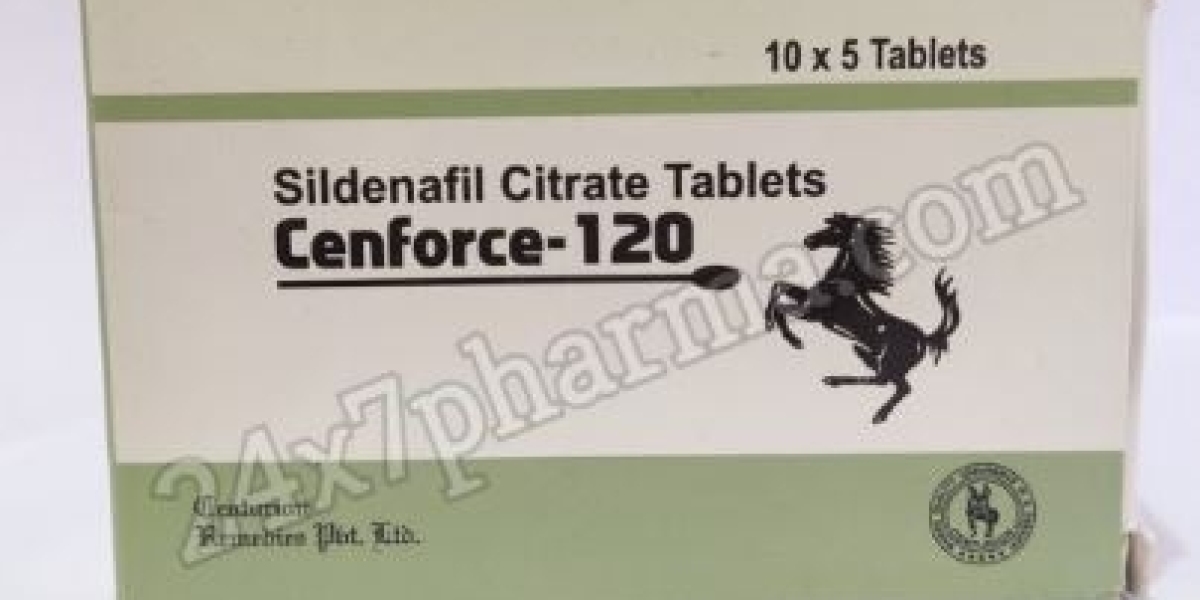 10 x 5 Tablets
Sildenafil Citrate Tablets
Cenforce-120
24x7pharma.com
Centurion
Remedies Pvt. Ltd.